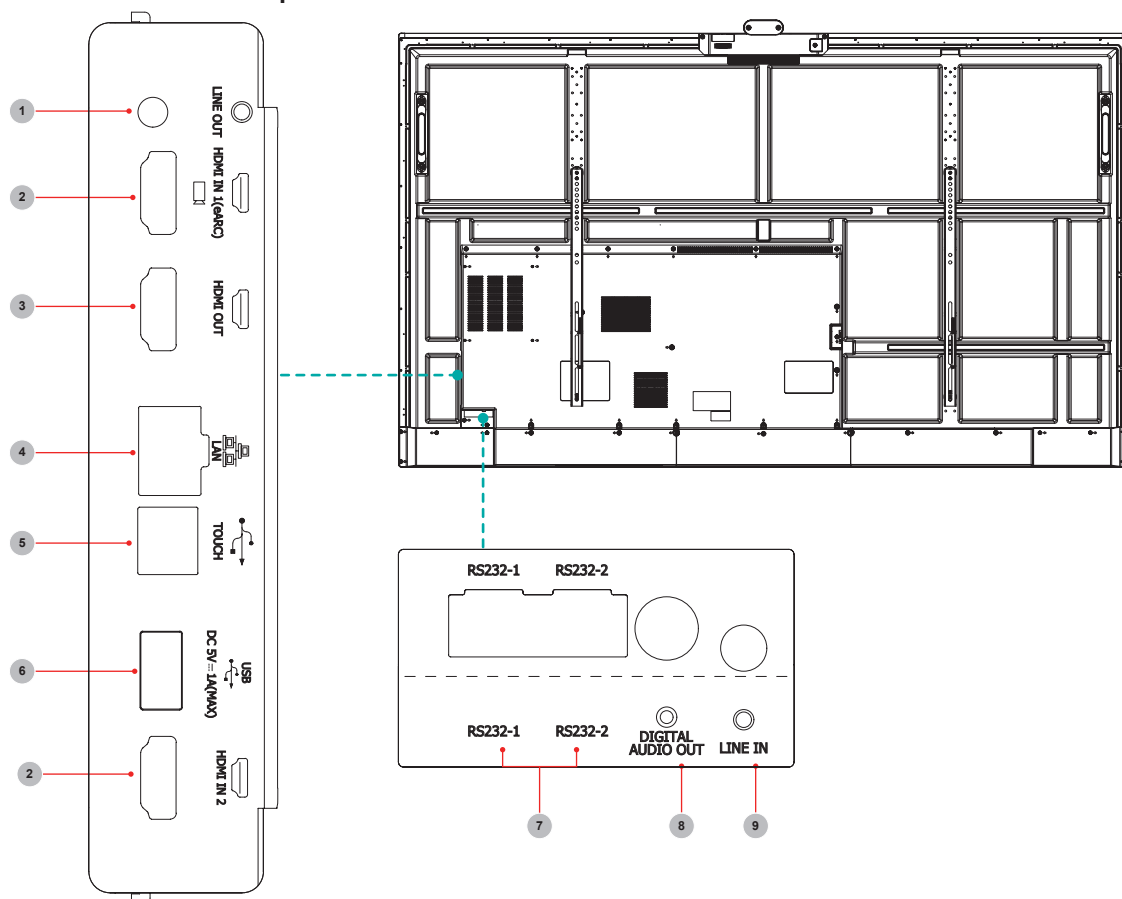 1
LINE OUT
2
HDMI IN 1(eARC)
3
HDMI OUT
4
LAN
5
TOUCH
6
USB
DC 5V⎓1A(MAX)
2
HDMI IN 2
RS232-1 RS232-2
RS232-1 RS232-2
DIGITAL
AUDIO OUT
LINE IN
7 8 9